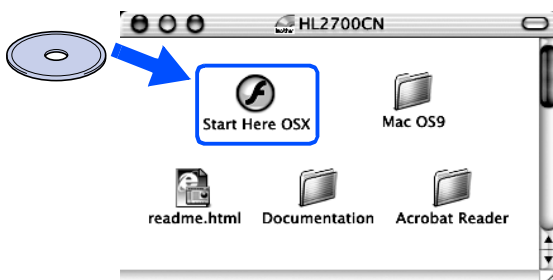 HL2700CN
Start Here OSX
Mac OS9
readme.html
Documentation
Acrobat Reader